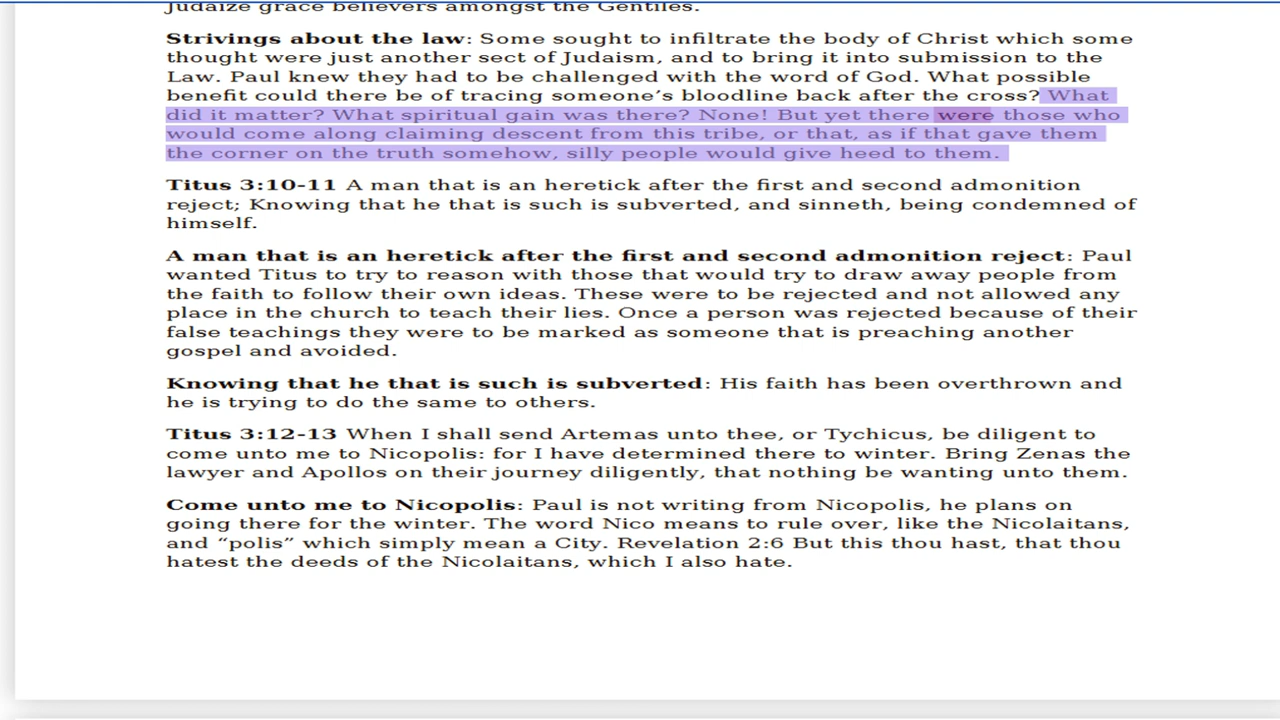 Judaize grace believers amongst the Gentiles.
Strivings about the law: Some sought to infiltrate the body of Christ which some
thought were just another sect of Judaism, and to bring it into submission to the
Law. Paul knew they had to be challenged with the word of God. What possible
benefit could there be of tracing someone’s bloodline back after the cross? What
did it matter? What spiritual gain was there? None! But yet there were those who
would come along claiming descent from this tribe, or that, as if that gave them
the corner on the truth somehow, silly people would give heed to them.
Titus 3:10-11 A man that is an heretick after the first and second admonition
reject; Knowing that he that is such is subverted, and sinneth, being condemned of
himself.
A man that is an heretick after the first and second admonition reject: Paul
wanted Titus to try to reason with those that would try to draw away people from
the faith to follow their own ideas. These were to be rejected and not allowed any
place in the church to teach their lies. Once a person was rejected because of their
false teachings they were to be marked as someone that is preaching another
gospel and avoided.
Knowing that he that is such is subverted: His faith has been overthrown and
he is trying to do the same to others.
Titus 3:12-13 When I shall send Artemas unto thee, or Tychicus, be diligent to
come unto me to Nicopolis: for I have determined there to winter. Bring Zenas the
lawyer and Apollos on their journey diligently, that nothing be wanting unto them.
Come unto me to Nicopolis: Paul is not writing from Nicopolis, he plans on
going there for the winter. The word Nico means to rule over, like the Nicolaitans,
and “polis” which simply mean a City. Revelation 2:6 But this thou hast, that thou
hatest the deeds of the Nicolaitans, which I also hate.